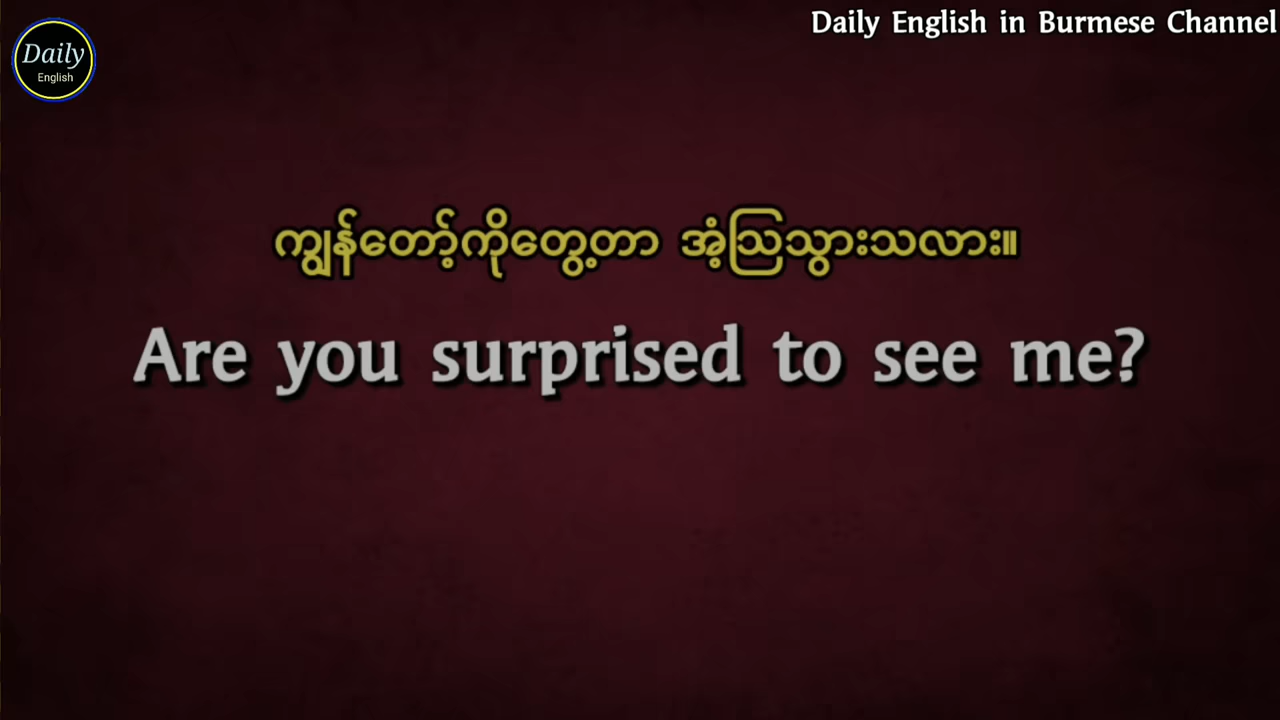 Daily English in Burmese Channel
Daily
English
ကျွန်တော့်ကိုတွေ့တာ အံ့ဩသွားသလား။
Are you surprised to see me?